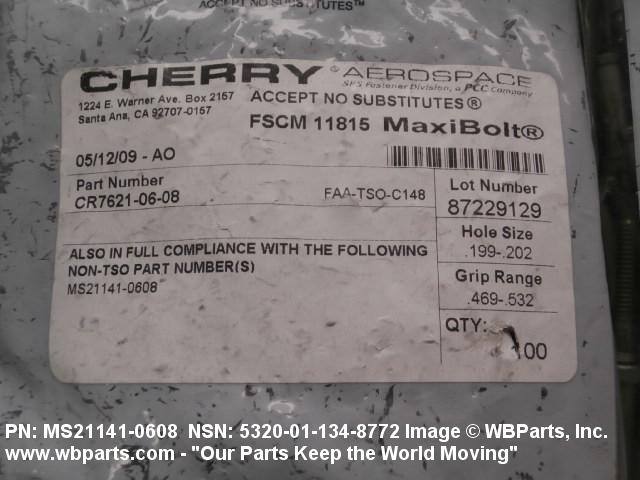 ACCEPT NO SUBSTITUTES™
CHERRY AEROSPACE
SPS Fastener Division, a PCC Company
1224 E. Warner Ave. Box 2157
Santa Ana, CA 92707-0157
ACCEPT NO SUBSTITUTES®
FSCM 11815 MaxiBolt®
05/12/09 - AO
Part Number
CR7621-06-08
FAA-TSO-C148
Lot Number
87229129
Hole Size
.199-.202
Grip Range
.469-.532
QTY:
100
ALSO IN FULL COMPLIANCE WITH THE FOLLOWING
NON-TSO PART NUMBER(S)
MS21141-0608
PN: MS21141-0608 NSN: 5320-01-134-8772 Image © WBParts, Inc.
www.wbparts.com - "Our Parts Keep the World Moving"